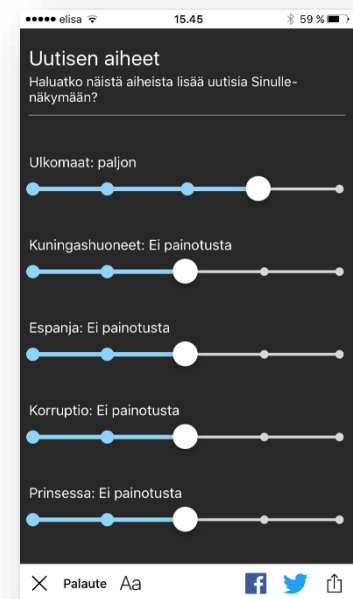 elisa 15.45 59 %
Uutisen aiheet
Haluatko näistä aiheista lisää uutisia Sinulle-
näkymään?
Ulkomaat: paljon
Kuningashuoneet: Ei painotusta
Espanja: Ei painotusta
Korruptio: Ei painotusta
Prinsessa: Ei painotusta
Palaute Aa